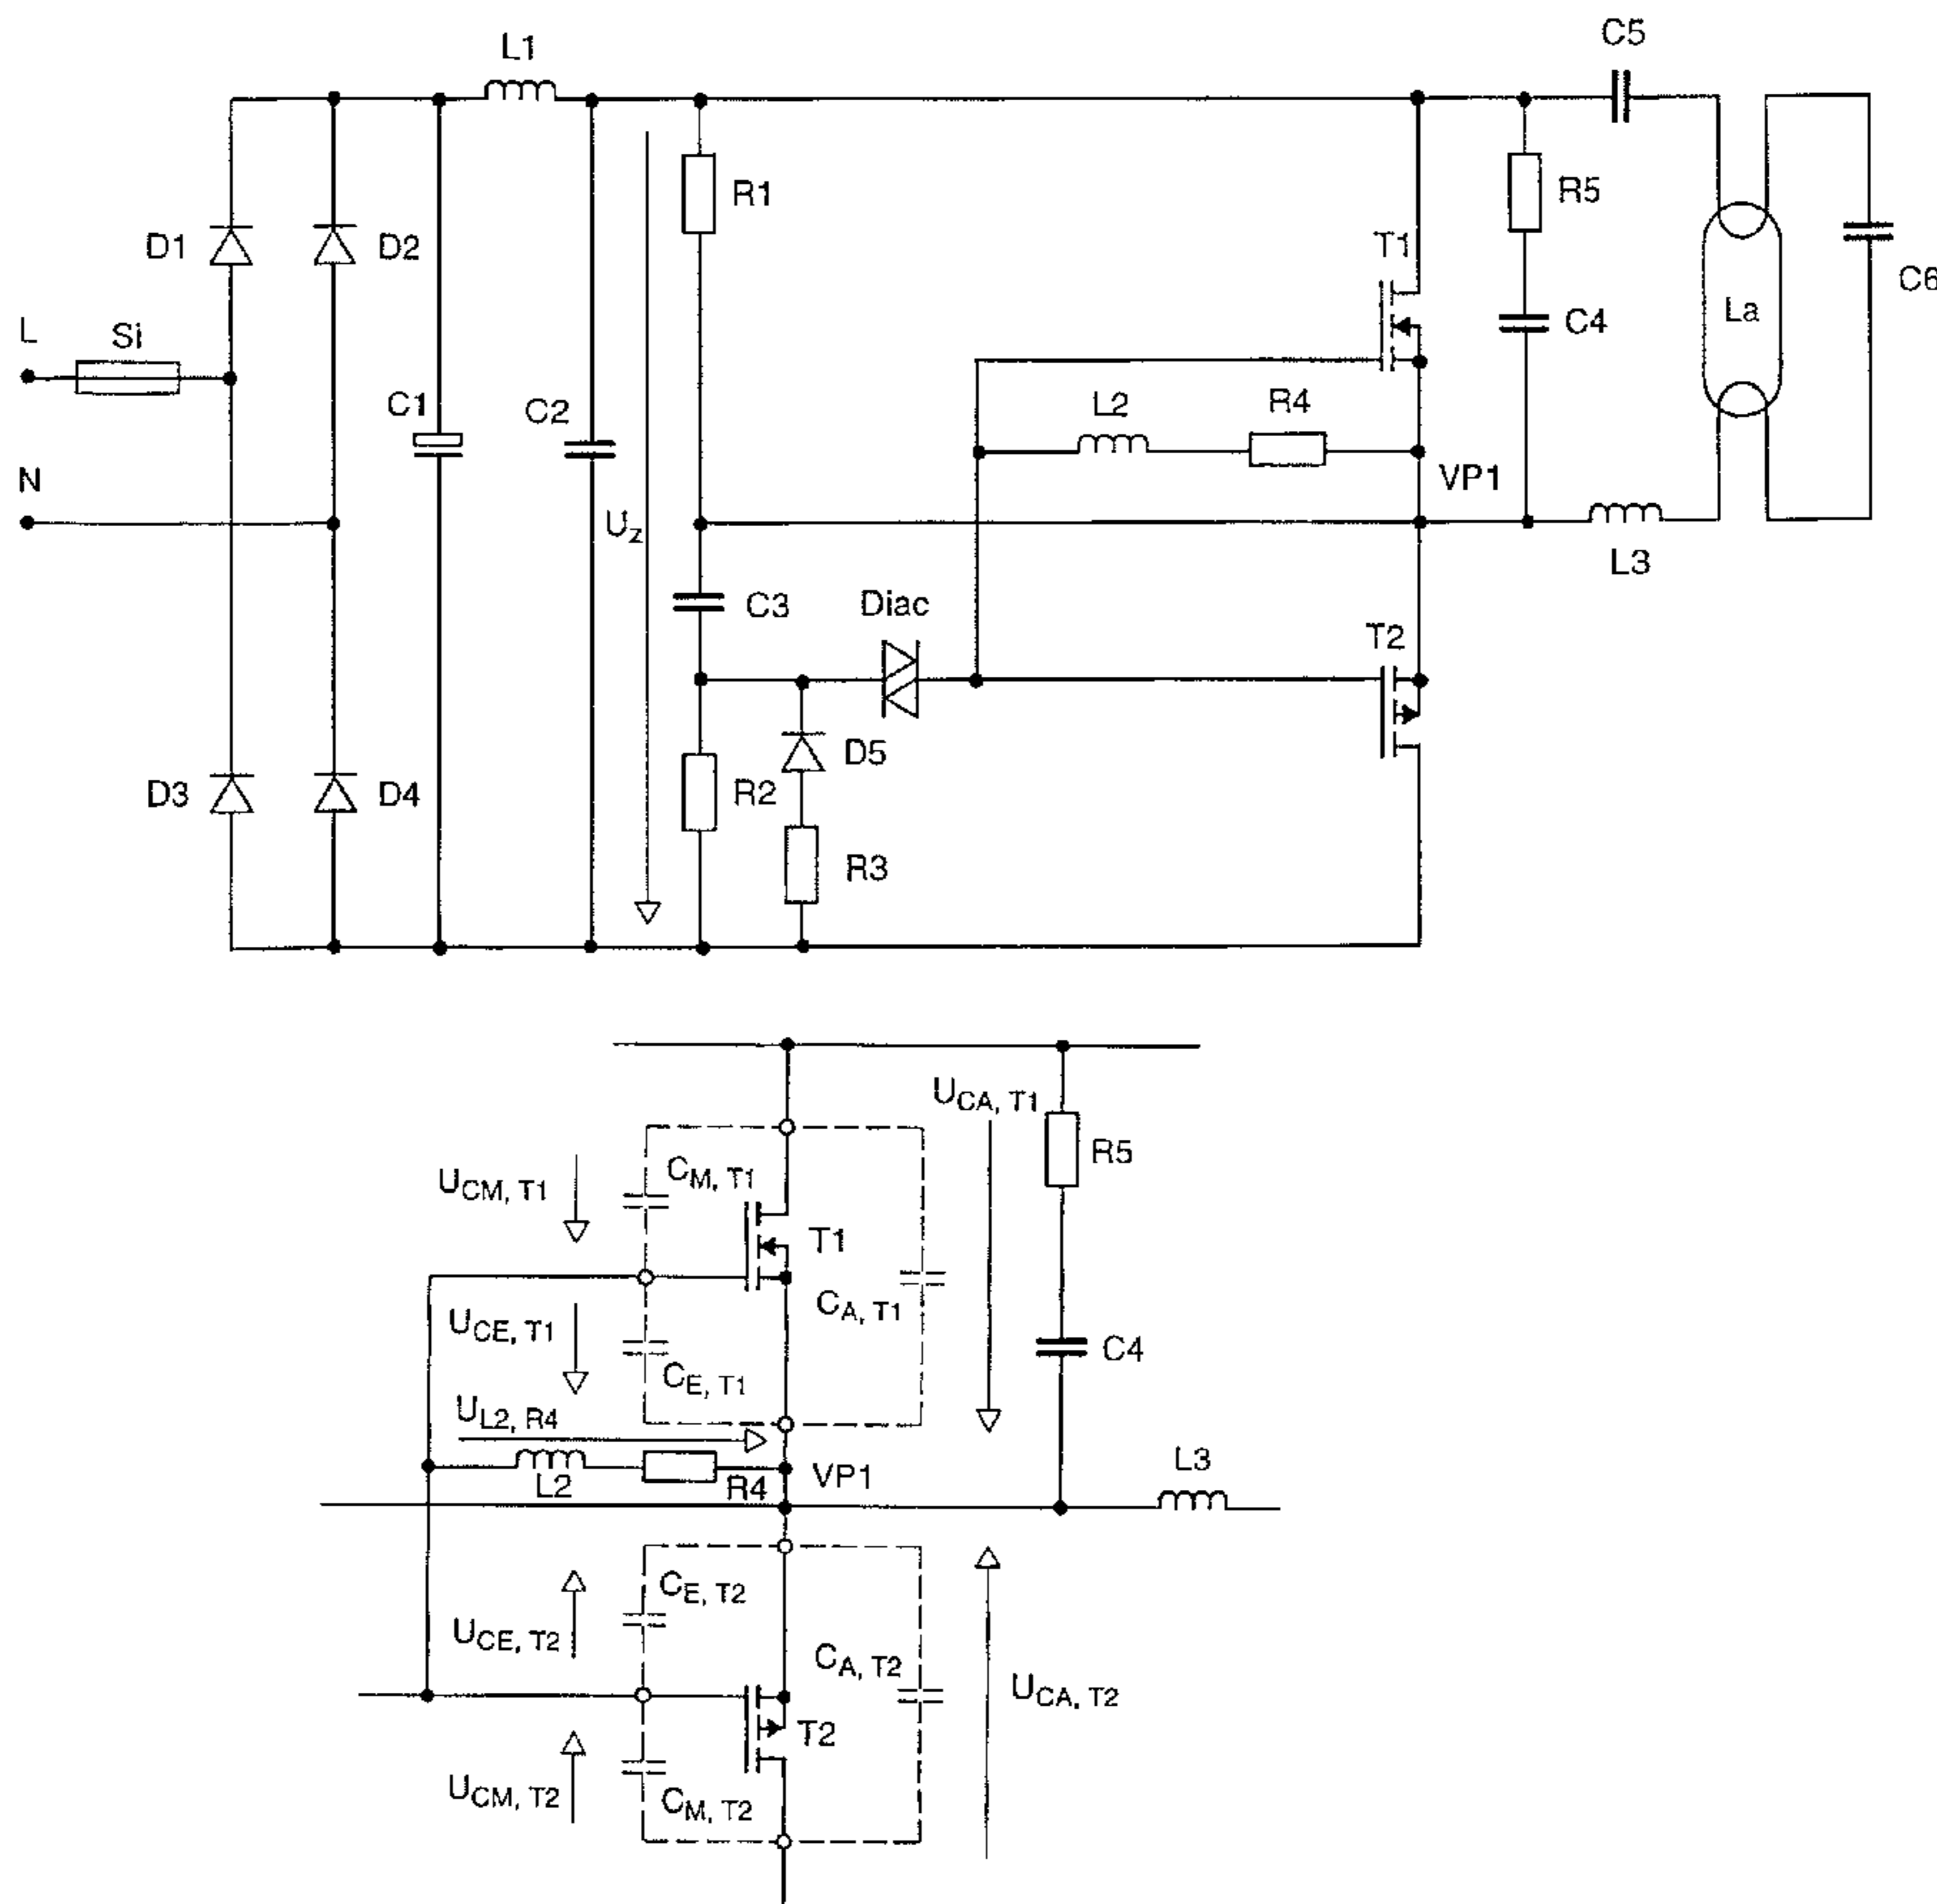 C5
L1
R1
R5
T1
D1
D2
C6
La
L
Si
C4
C1
C2
L2
R4
N
VP1
Uz
L3
C3
Diac
T2
D3
D4
R2
D5
R3
UCA, T1
R5
CM, T1
UCM, T1
T1
CA, T1
UCE, T1
C4
CE, T1
UL2, R4
L3
L2
R4
VP1
CE, T2
UCE, T2
CA, T2
UCA, T2
T2
UCM, T2
CM, T2